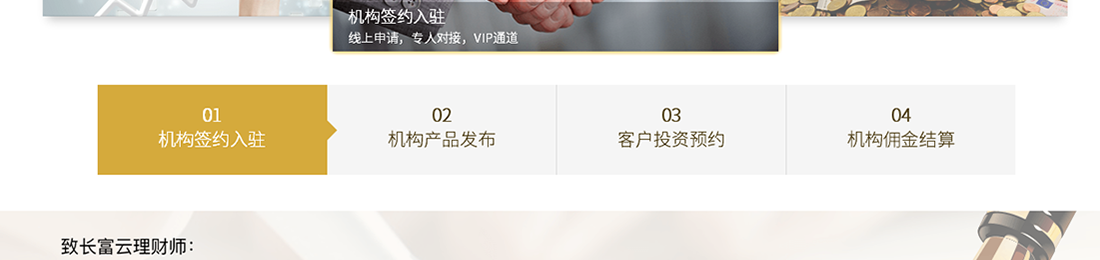 机构签约入驻
线上申请，专人对接，VIP通道
01
机构签约入驻
02
机构产品发布
03
客户投资预约
04
机构佣金结算
致长富云理财师：